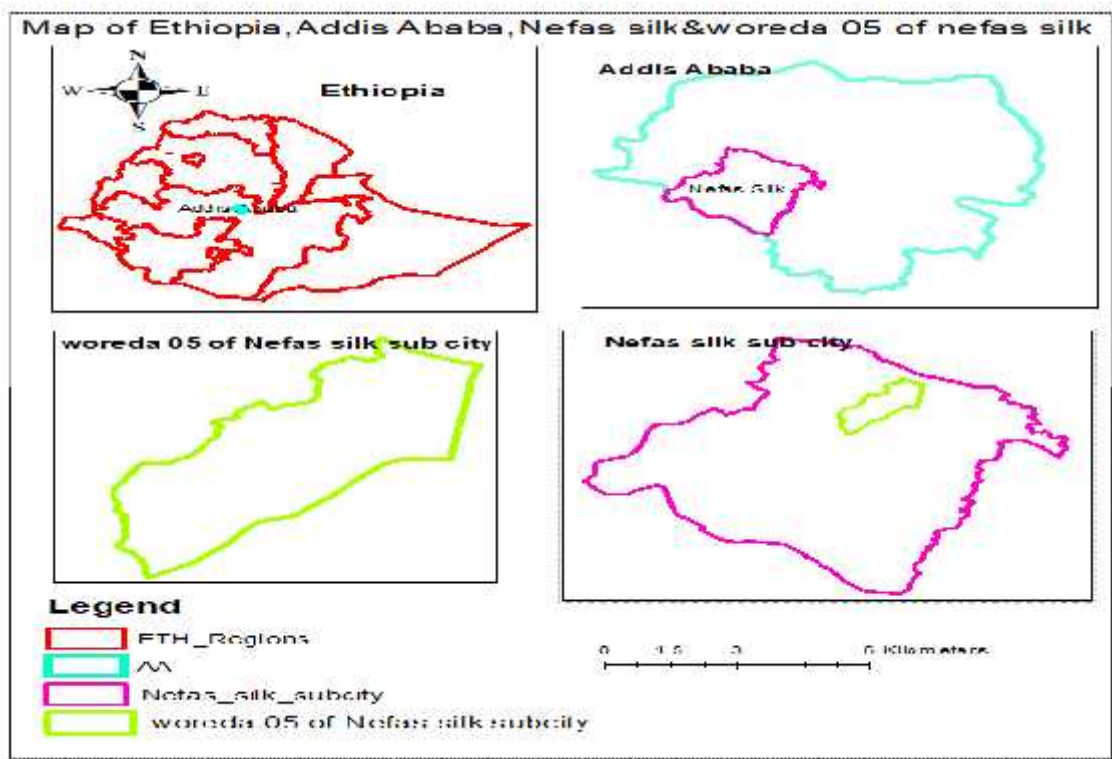 Map of Ethiopia,Addis Ababa,Nefas silk&woreda 05 of nefas silk
N
W E
S
Ethiopia
Addis Ababa
Addis Ababa
Nefas Silk
woreda 05 of Nefas silk sub city
Nefas silk sub city
Legend
ETH_Regions
AA
Nefas_silk_subcity
woreda 05 of Nefas silk subcity
0 1.5 3 6 Kilometers